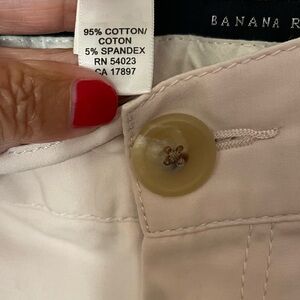 95% COTTON/
COTON
5% SPANDEX
RN 54023
CA 17897
BANANA R